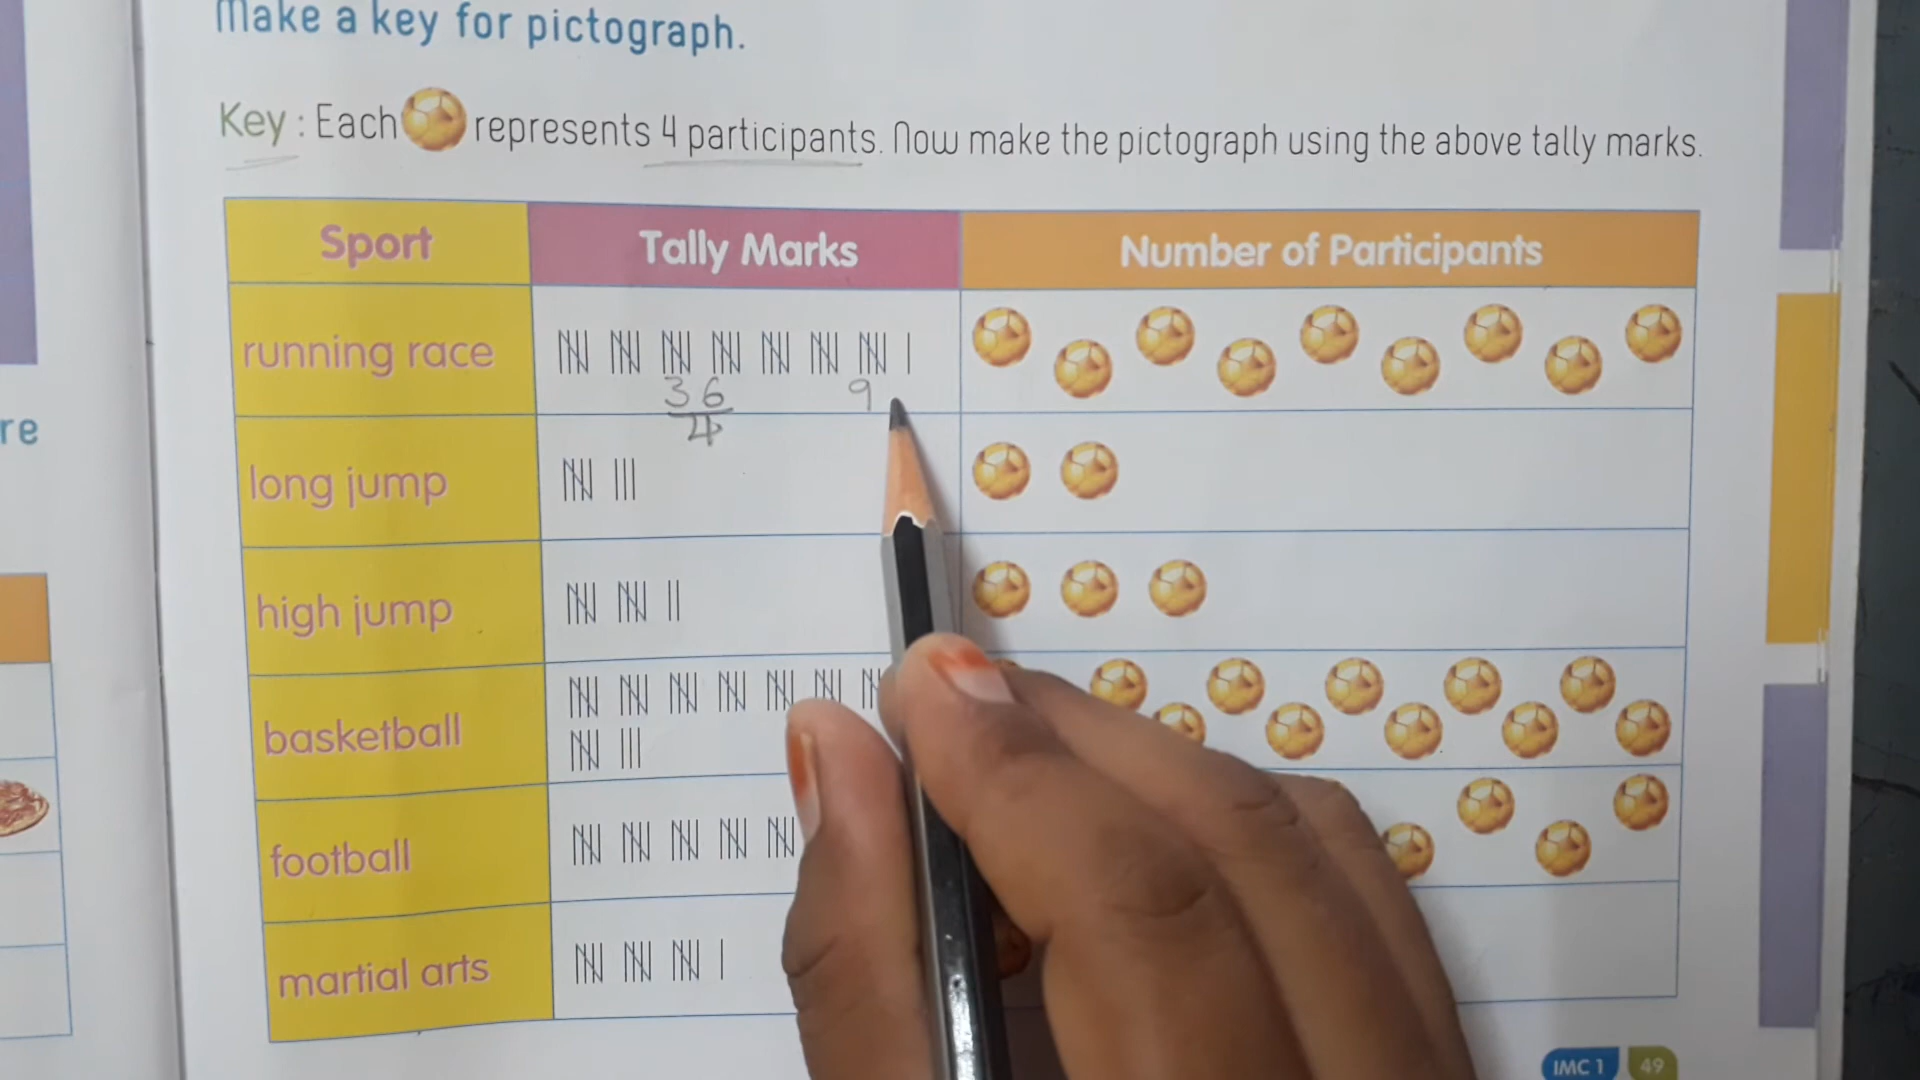 Make a key for pictograph.
Key : Each represents 4 participants. Now make the pictograph using the above tally marks.
Sport Tally Marks Number of Participants
running race
36 9
4
re
long jump
high jump
basketball
football
martial arts
IMC 1 49